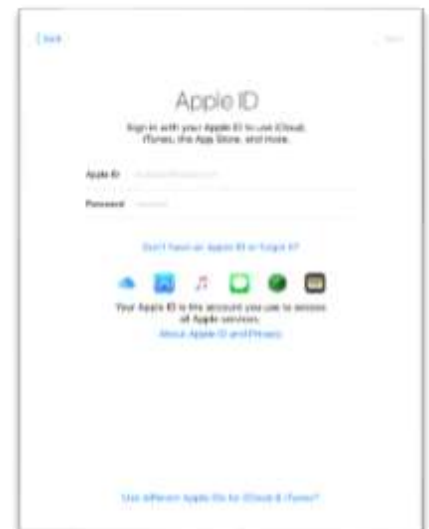 Back
Apple ID
Sign in with your Apple ID to use iCloud,
iTunes, the App Store, and more.
Apple ID
Password
Don't have an Apple ID or forgot it?
Your Apple ID is the account you use to access
all Apple services.
About Apple ID and Privacy
Use different Apple IDs for iCloud & iTunes?